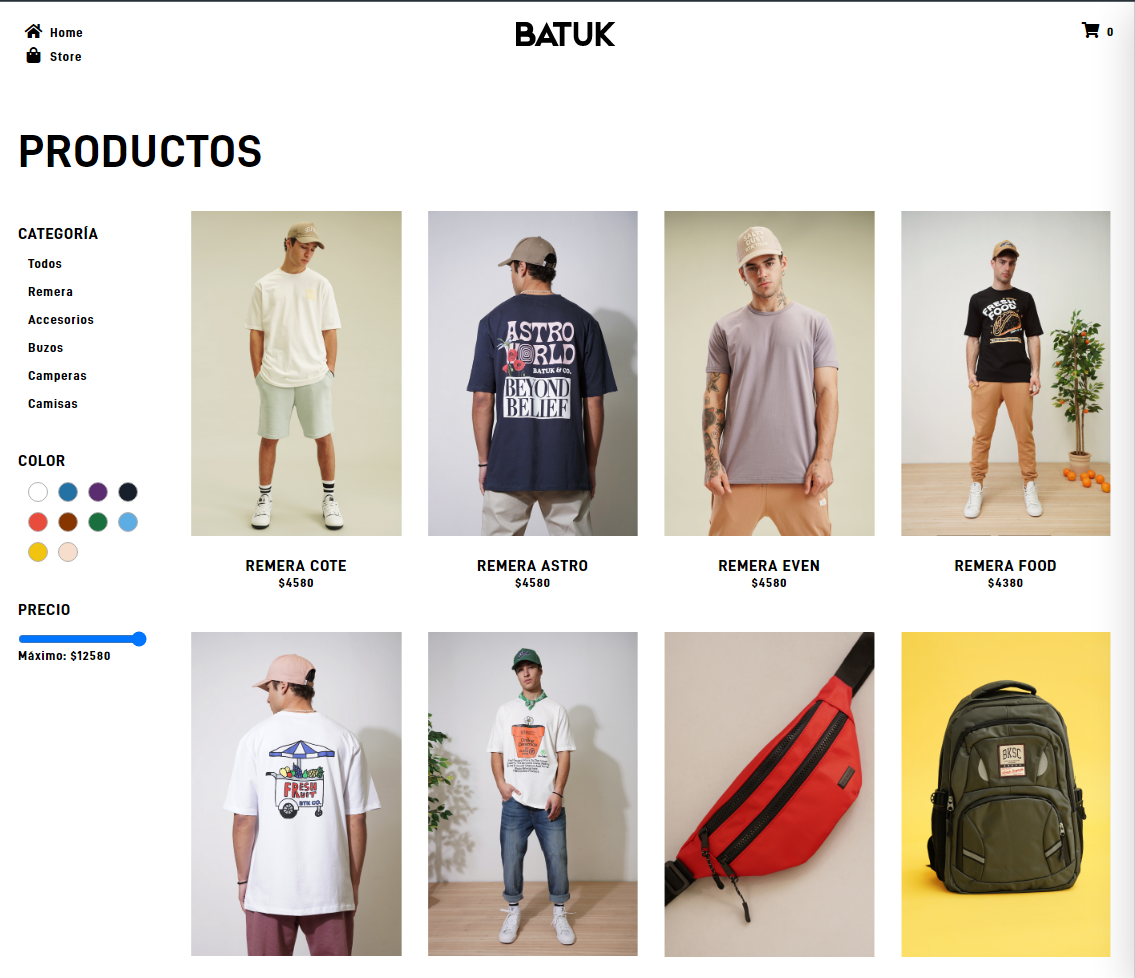 Home
BATUK
0
Store
PRODUCTOS
CATEGORÍA
Todos
Remera
Accesorios
Buzos
Camperas
Camisas
COLOR
PRECIO
Máximo: $12580
ASTRO
WORLD
BATUK & CO.
BEYOND
BELIEF
FRESH
FOOD
REMERA COTE
$4580
REMERA ASTRO
$4580
REMERA EVEN
$4580
REMERA FOOD
$4380
FRESH
FRUIT
BTK CO.
BKSC